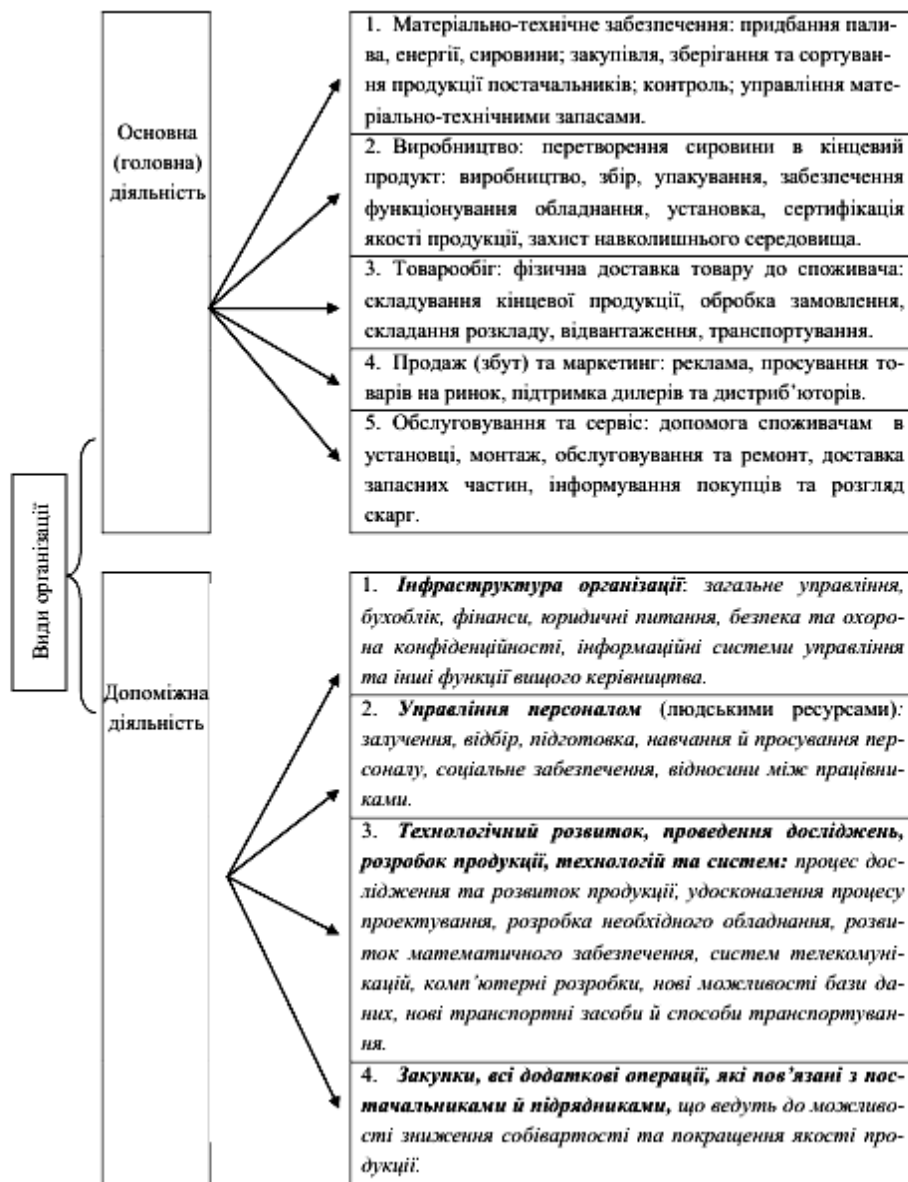 Види організації
Основна
(головна)
діяльність
1. Матеріально-технічне забезпечення: придбання пали-
ва, енергії, сировини; закупівля, зберігання та сортуван-
ня продукції постачальників; контроль; управління мате-
ріально-технічними запасами.
2. Виробництво: перетворення сировини в кінцевий
продукт: виробництво, збір, упакування, забезпечення
функціонування обладнання, установка, сертифікація
якості продукції, захист навколишнього середовища.
3. Товарообіг: фізична доставка товару до споживача:
складування кінцевої продукції, обробка замовлення,
складання розкладу, відвантаження, транспортування.
4. Продаж (збут) та маркетинг: реклама, просування то-
варів на ринок, підтримка дилерів та дистриб’юторів.
5. Обслуговування та сервіс: допомога споживачам в
установці, монтаж, обслуговування та ремонт, доставка
запасних частин, інформування покупців та розгляд
скарг.
Допоміжна
діяльність
1. Інфраструктура організації: загальне управління,
бухоблік, фінанси, юридичні питання, безпека та охоро-
на конфіденційності, інформаційні системи управління
та інші функції вищого керівництва.
2. Управління персоналом (людськими ресурсами):
залучення, відбір, підготовка, навчання й просування пер-
соналу, соціальне забезпечення, відносини між працівни-
ками.
3. Технологічний розвиток, проведення досліджень,
розробок продукції, технологій та систем: процес дос-
лідження та розвиток продукції, удосконалення процесу
проектування, розробка необхідного обладнання, розви-
ток математичного забезпечення, систем телекомуні-
кацій, комп’ютерні розробки, нові можливості бази да-
них, нові транспортні засоби й способи транспортуван-
ня.
4. Закупки, всі додаткові операції, які пов’язані з пос-
тачальниками й підрядниками, що ведуть до можливо-
сті зниження собівартості та покращення якості про-
дукції.